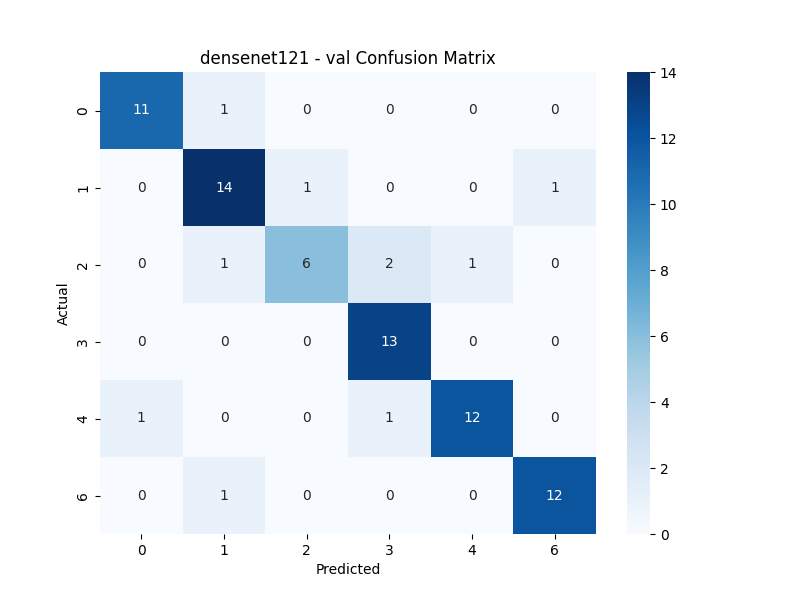 densenet121 - val Confusion Matrix
0 11 1 0 0 0 0
1 0 14 1 0 0 1
2 0 1 6 2 1 0
3 0 0 0 13 0 0
4 1 0 0 1 12 0
6 0 1 0 0 0 12
0 1 2 3 4 6
Actual
Predicted
14
12
10
8
6
4
2
0